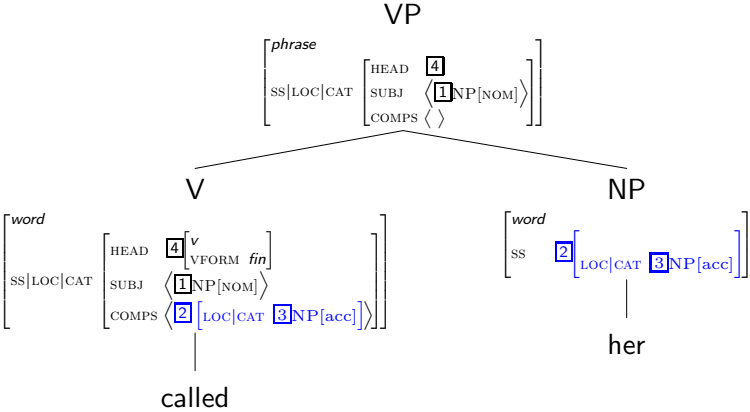 VP
phrase
SS|LOC|CAT
HEAD 4
SUBJ ⟨ 1 NP[NOM] ⟩
COMPS ⟨ ⟩
V
word
SS|LOC|CAT
HEAD 4 v
VFORM fin
SUBJ ⟨ 1 NP[NOM] ⟩
COMPS ⟨ 2 [LOC|CAT 3 NP[acc]] ⟩
called
NP
word
SS 2
LOC|CAT 3 NP[acc]
her